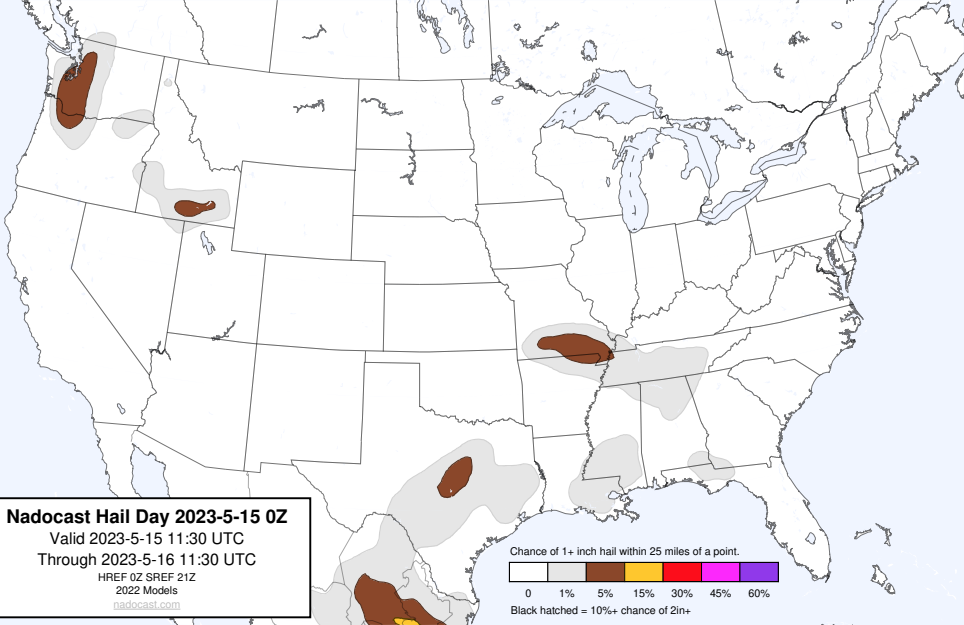 Nadocast Hail Day 2023-5-15 0Z
Valid 2023-5-15 11:30 UTC
Through 2023-5-16 11:30 UTC
HREF 0Z SREF 21Z
2022 Models
nadocast.com
Chance of 1+ inch hail within 25 miles of a point.
0 1% 5% 15% 30% 45% 60%
Black hatched = 10%+ chance of 2in+